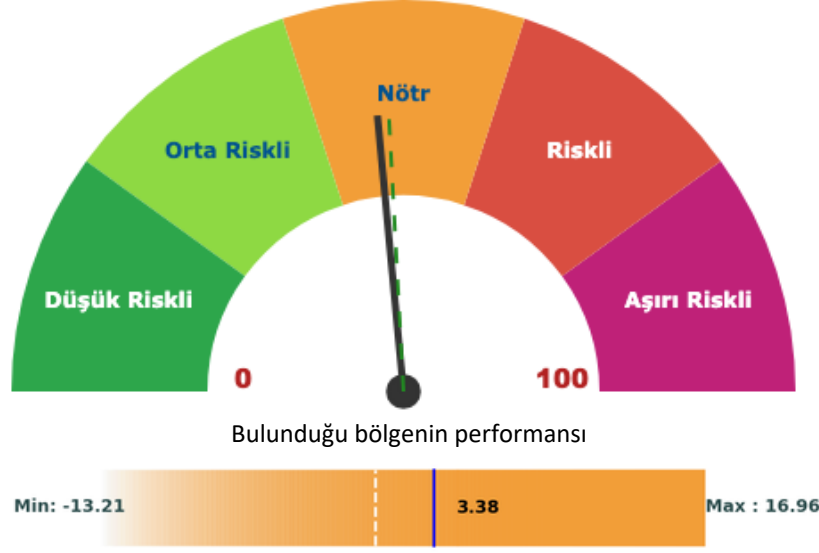 Nötr
Orta Riskli
Riskli
Düşük Riskli
Aşırı Riskli
0
100
Bulunduğu bölgenin performansı
Min: -13.21
3.38
Max : 16.96